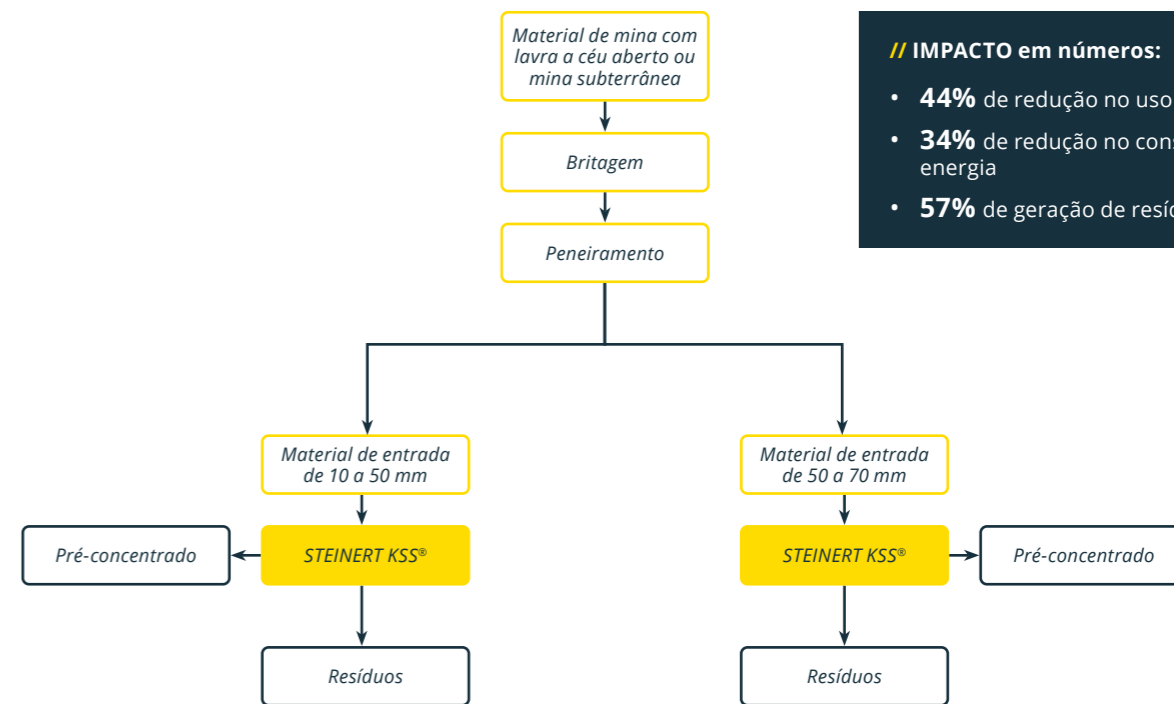 Material de mina com
lavra a céu aberto ou
mina subterrânea
// IMPACTO em números:
• 44% de redução no uso
• 34% de redução no
energia
• 57% de geração de
Britagem
Peneiramento
Material de entrada
de 10 a 50 mm
Material de entrada
de 50 a 70 mm
Pré-concentrado
STEINERT KSS®
STEINERT KSS®
Pré-concentrado
Resíduos
Resíduos